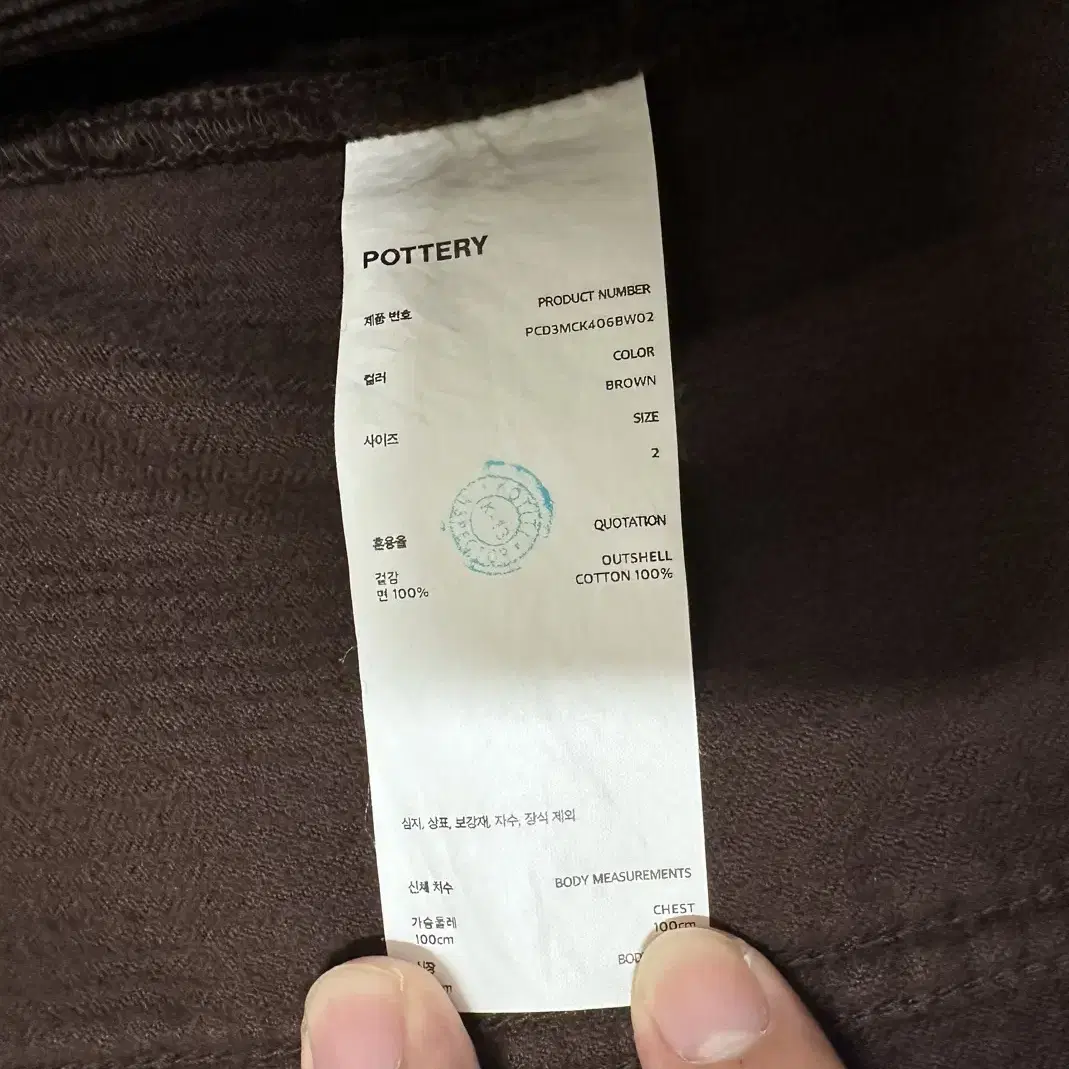 POTTERY
제품 번호 PRODUCT NUMBER
PCD3MCK406BW02
컬러 COLOR
BROWN
사이즈 SIZE
2
혼용율 QUOTATION
겉감 OUTSHELL
면 100% COTTON 100%
심지, 상표, 보강재, 자수, 장식 제외
신체 치수 BODY MEASUREMENTS
가슴둘레 CHEST
100cm 100cm